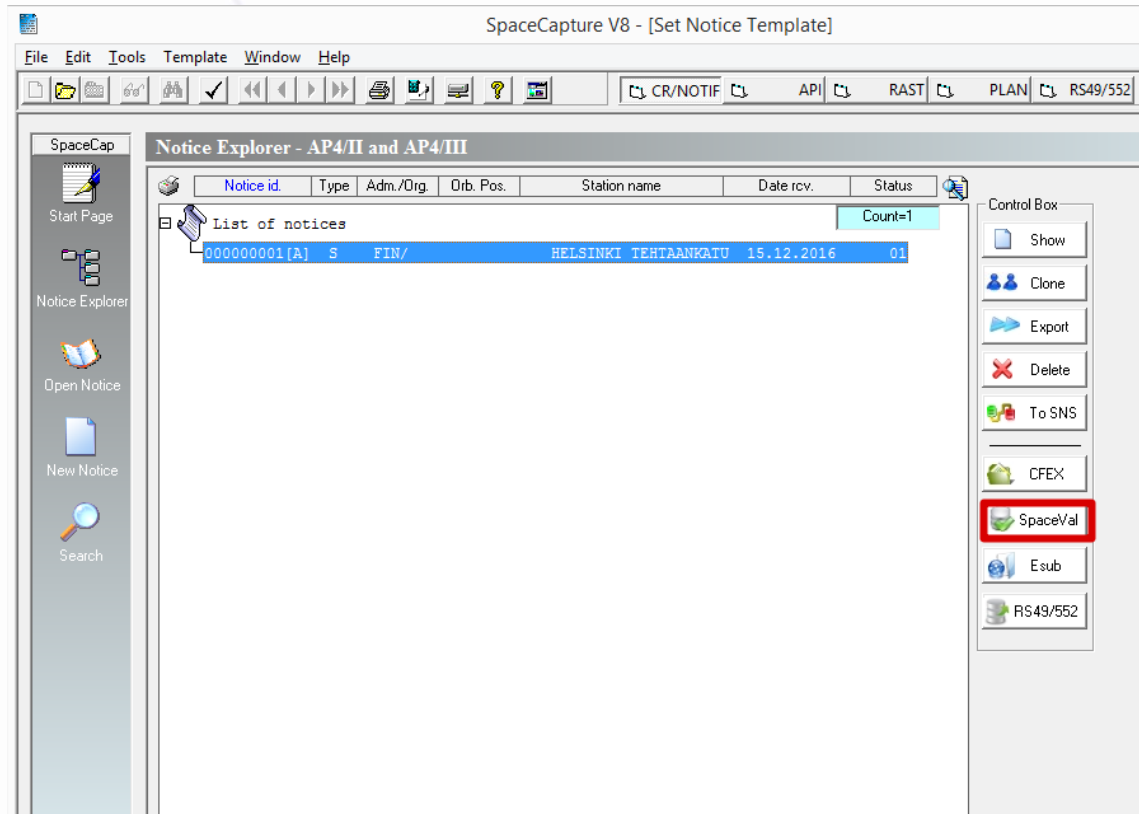 SpaceCapture V8 - [Set Notice Template]
File Edit Tools Template Window Help
CR/NOTIF API RAST PLAN RS49/552
SpaceCap
Notice Explorer - AP4/II and AP4/III
Notice id. Type Adm./Org. Orb. Pos. Station name Date rcv. Status
Start Page
List of notices Count=1
000000001[A] S FIN/ HELSINKI TEHTAANKATU 15.12.2016 01
Notice Explorer
Open Notice
New Notice
Search
Control Box
Show
Clone
Export
Delete
To SNS
CFEX
SpaceVal
Esub
RS49/552